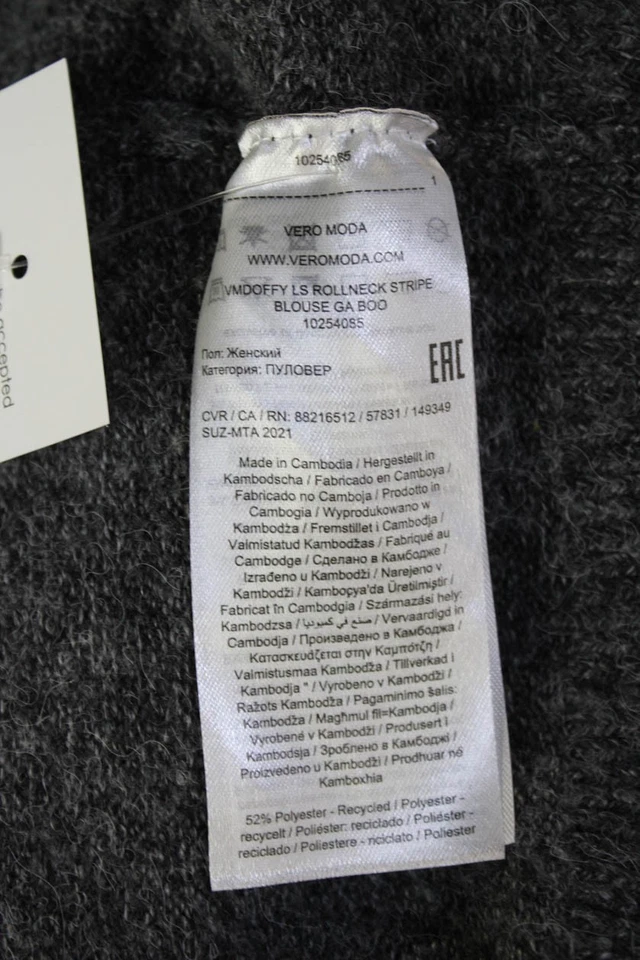 10254085
1
VERO MODA
WWW.VEROMODA.COM
VMDOFFY LS ROLLNECK STRIPE
BLOUSE GA BOO
10254085
Пол: Женский
Категория: ПУЛОВЕР
EAC
CVR / CA / RN: 88216512 / 57831 / 149349
SUZ-MTA 2021
Made in Cambodia / Hergestellt in
Kambodscha / Fabricado en Camboya /
Fabricado no Camboja / Prodotto in
Cambogia / Wyprodukowano w
Kambodża / Fremstillet i Cambodja /
Valmistatud Kambodžas / Fabriqué au
Cambodge / Сделано в Камбодже /
Izrađeno u Kambodži / Narejeno v
Kambodži / Kamboçya'da Üretilmiştir /
Fabricat în Cambodgia / Származási hely:
Kambodzsa / صنع في كمبوديا / Vervaardigd in
Cambodja / Произведено в Камбоджа /
Κατασκευάζεται στην Καμπότζη /
Valmistusmaa Kambodža / Tillverkad i
Kambodja " / Vyrobeno v Kambodži /
Ražots Kambodža / Pagaminimo šalis:
Kambodža / Magħmul fil=Kambodja /
Vyrobené v Kambodži / Produsert i
Kambodsja / Зроблено в Камбоджі /
Proizvedeno u Kambodži / Prodhuar në
Kamboxhia
52% Polyester - Recycled / Polyester -
recycelt / Poliéster: reciclado / Poliéster -
reciclado / Poliestere - riciclato / Poliester
accepted